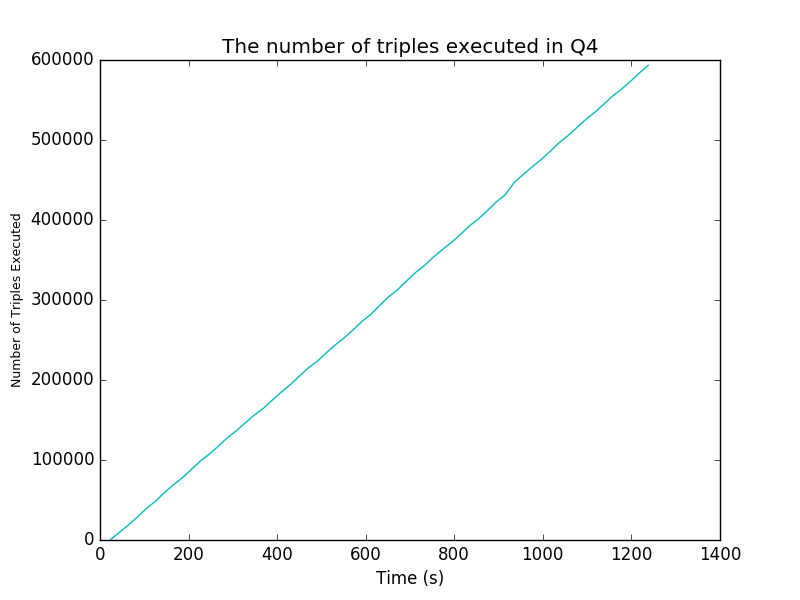 The number of triples executed in Q4
600000
500000
400000
300000
200000
100000
0
Number of Triples Executed
0 200 400 600 800 1000 1200 1400
Time (s)